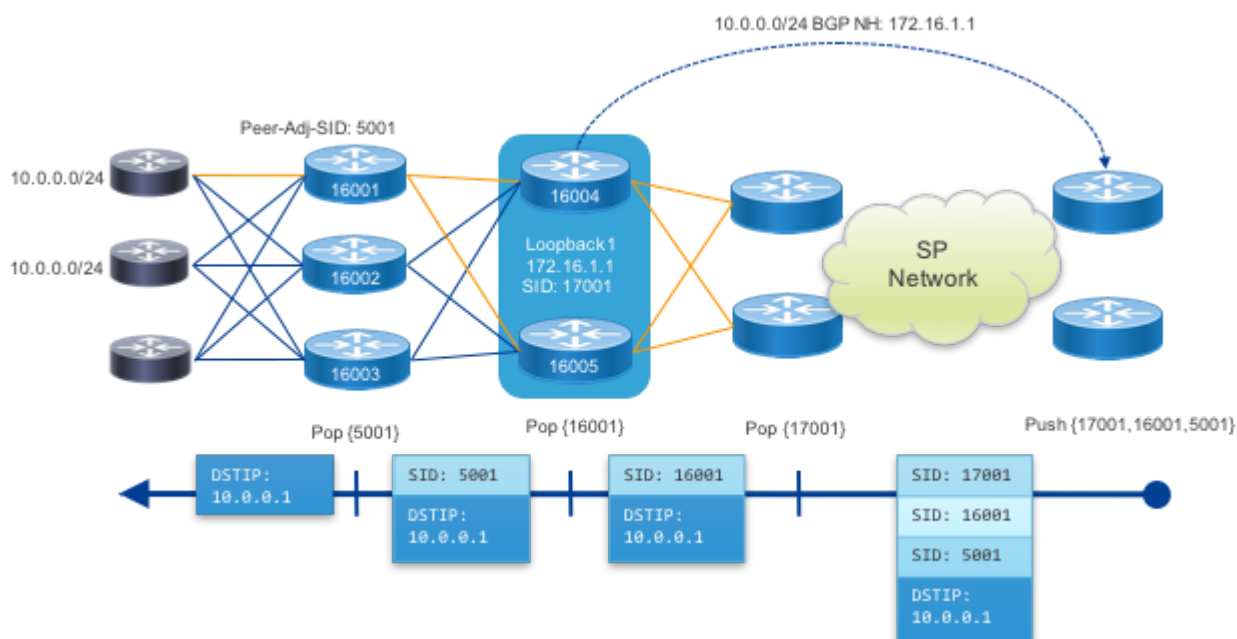 10.0.0.0/24 BGP NH: 172.16.1.1
Peer-Adj-SID: 5001
10.0.0.0/24
16001
16004
10.0.0.0/24
16002
Loopback1
172.16.1.1
SID: 17001
SP
Network
16003
16005
Pop {5001}
Pop {16001}
Pop {17001}
Push {17001,16001,5001}
DSTIP:
10.0.0.1
SID: 5001
DSTIP:
10.0.0.1
SID: 16001
DSTIP:
10.0.0.1
SID: 17001
SID: 16001
SID: 5001
DSTIP:
10.0.0.1